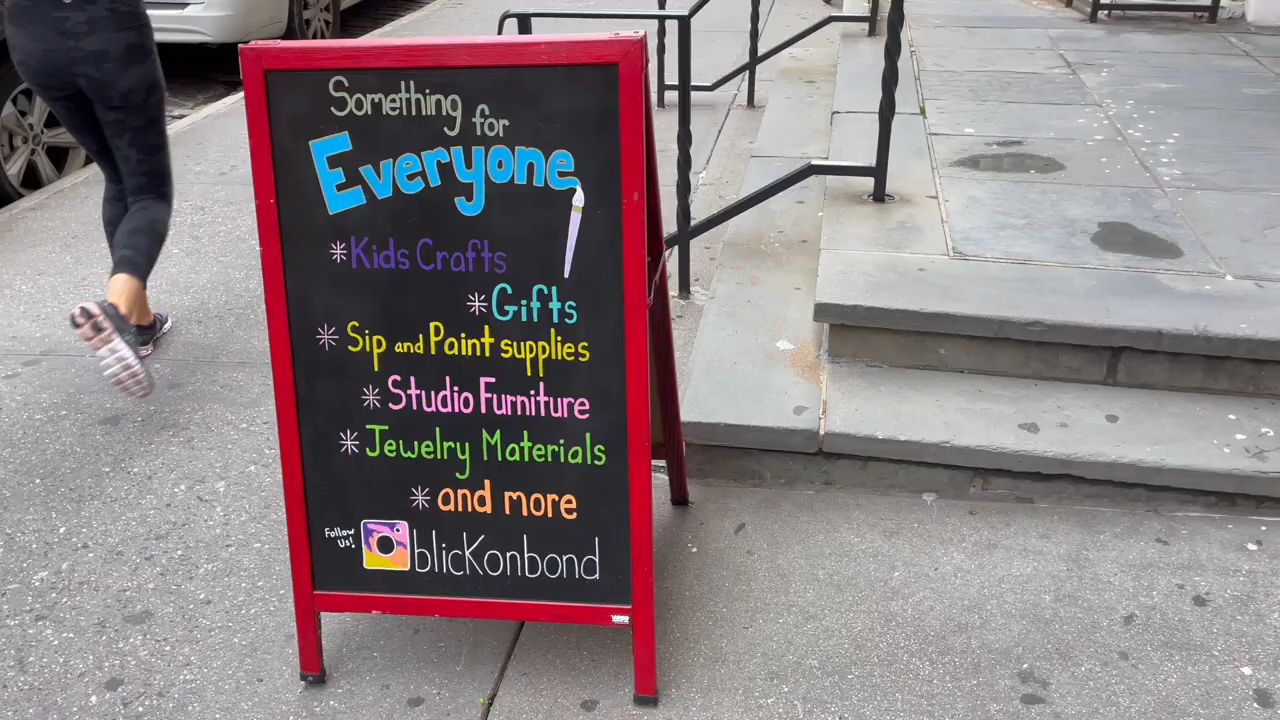 Something for
Everyone
*Kids Crafts
*Gifts
*Sip and Paint supplies
*Studio Furniture
*Jewelry Materials
*and more
Follow
us!
blicKonbond